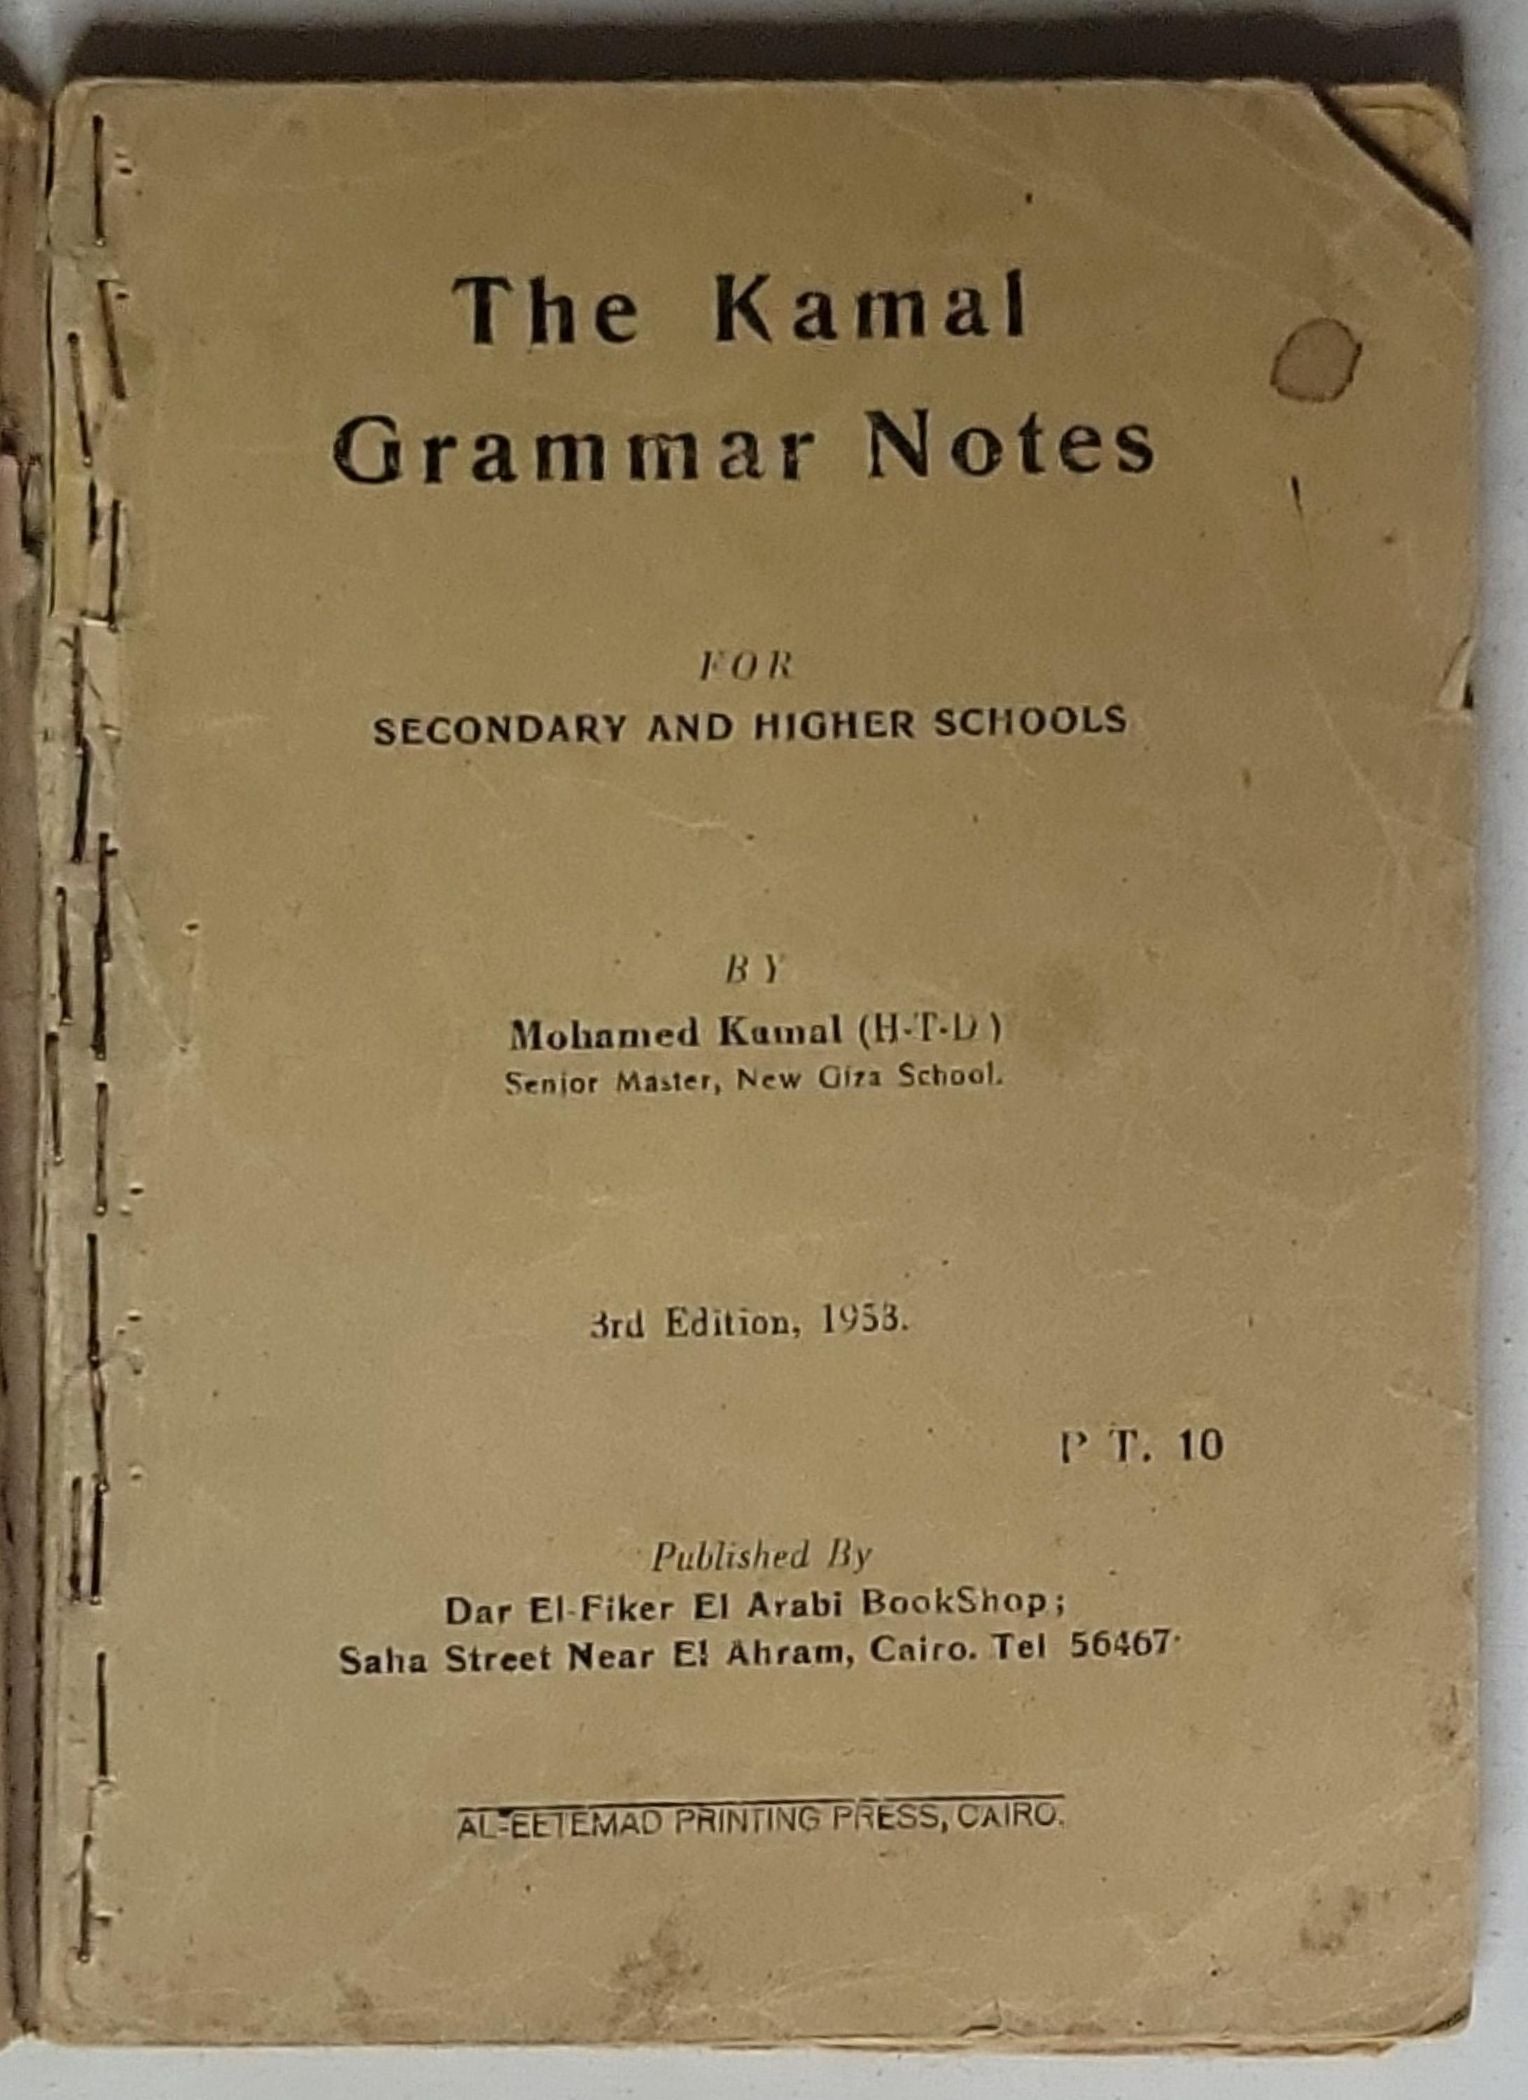 The Kamal
Grammar Notes
FOR
SECONDARY AND HIGHER SCHOOLS
BY
Mohamed Kamal (H-T-D)
Senior Master, New Giza School.
3rd Edition, 1953.
P T. 10
Published By
Dar El-Fiker El Arabi BookShop;
Saha Street Near El Ahram, Cairo. Tel 56467.
AL-EETEMAD PRINTING PRESS, CAIRO.